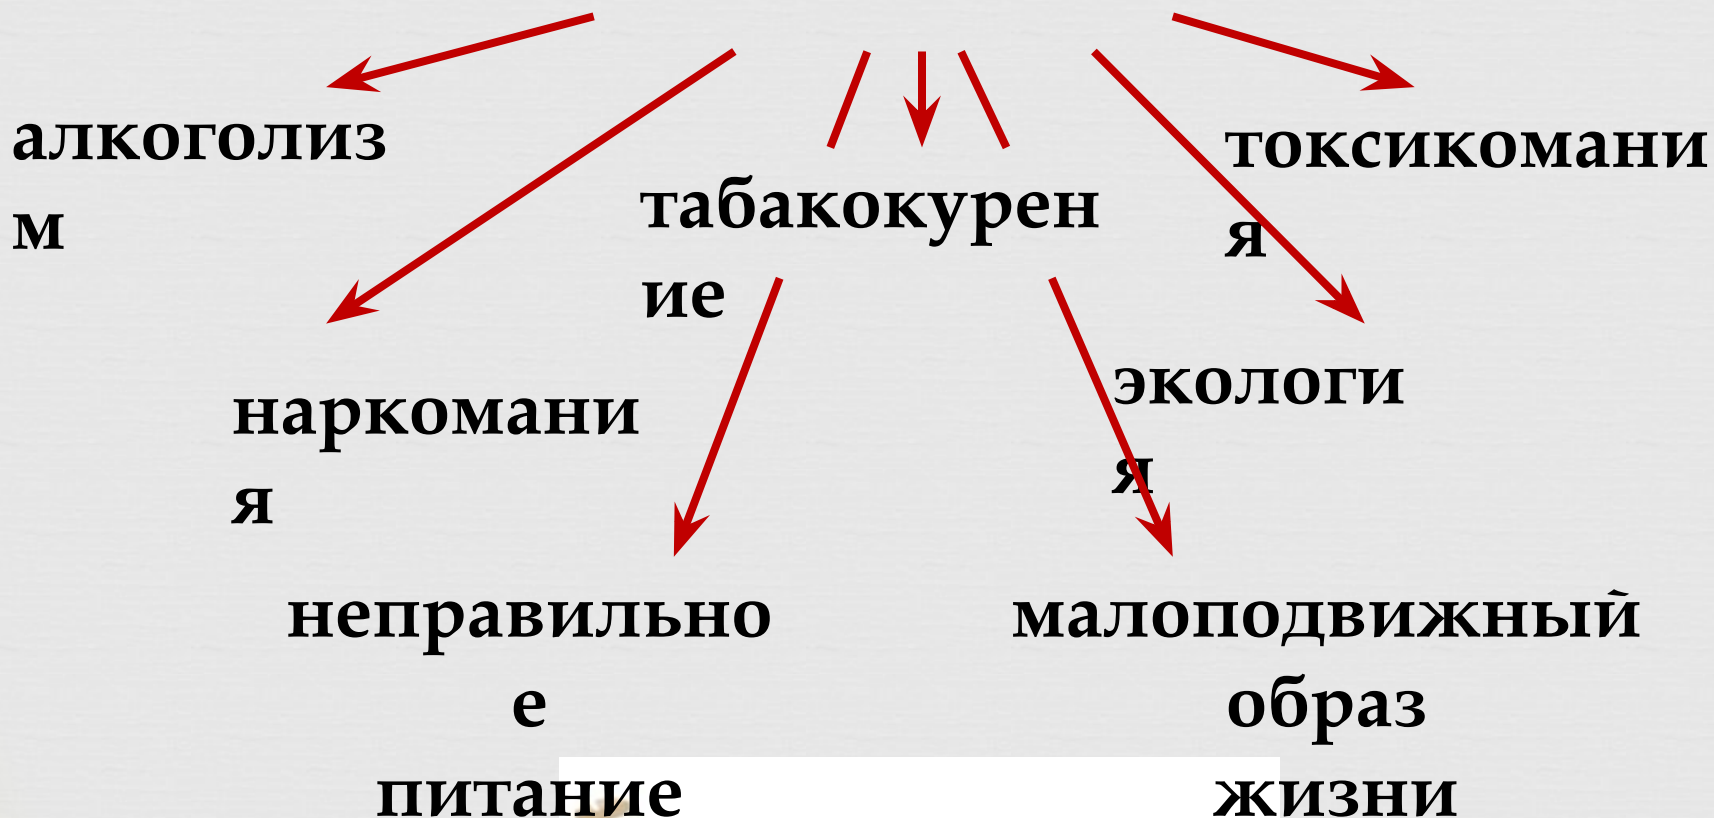 алкоголиз
м
табакокурен
ие
токсикомани
я
наркомани
я
экологи
я
неправильно
е
питание
малоподвижный
образ
жизни